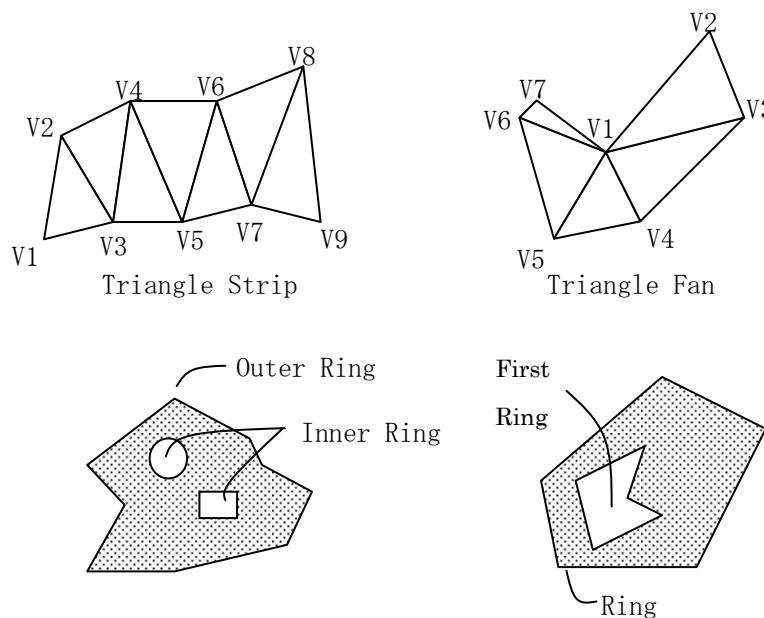 V2
V4
V6
V8
V1
V3
V5
V7
V9
Triangle Strip
V2
V7
V6
V1
V3
V5
V4
Triangle Fan
Outer Ring
Inner Ring
First
Ring
Ring